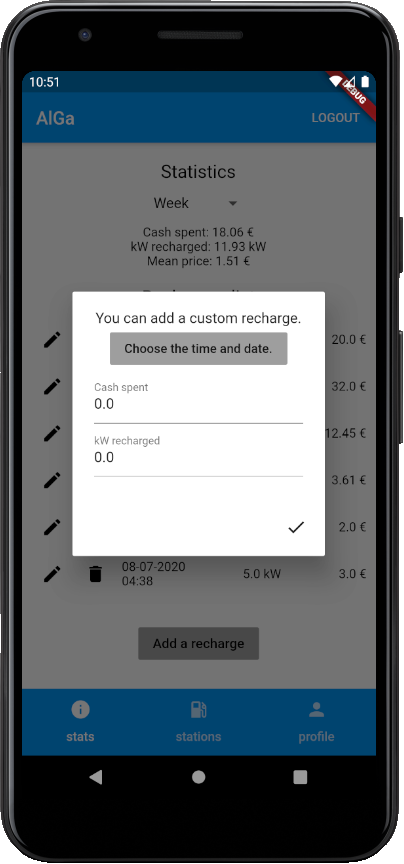 10:51
DEBUG
AlGa
LOGOUT
Statistics
Week
Cash spent: 18.06 €
kW recharged: 11.93 kW
Mean price: 1.51 €
You can add a custom recharge.
Choose the time and date.
20.0 €
Cash spent
0.0
32.0 €
kW recharged
0.0
12.45 €
3.61 €
2.0 €
08-07-2020
04:38
5.0 kW
3.0 €
Add a recharge
stats
stations
profile